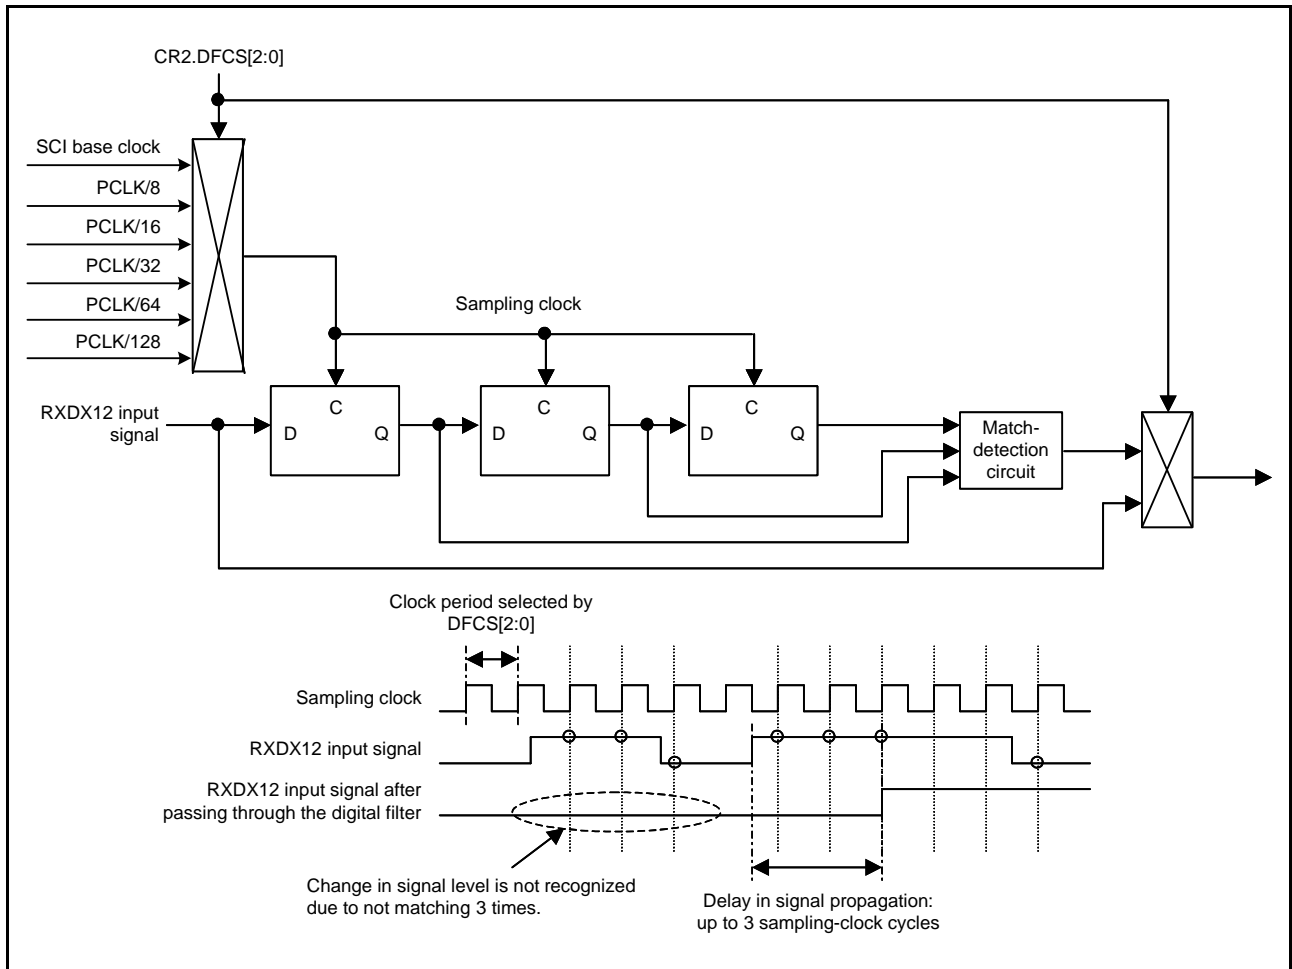 CR2.DFCS[2:0]
SCI base clock
PCLK/8
PCLK/16
PCLK/32
PCLK/64
PCLK/128
Sampling clock
RXDX12 input
signal
C
D
Q
C
D
Q
C
D
Q
Match-
detection
circuit
Clock period selected by
DFCS[2:0]
Sampling clock
RXDX12 input signal
RXDX12 input signal after
passing through the digital filter
Change in signal level is not recognized
due to not matching 3 times.
Delay in signal propagation:
up to 3 sampling-clock cycles